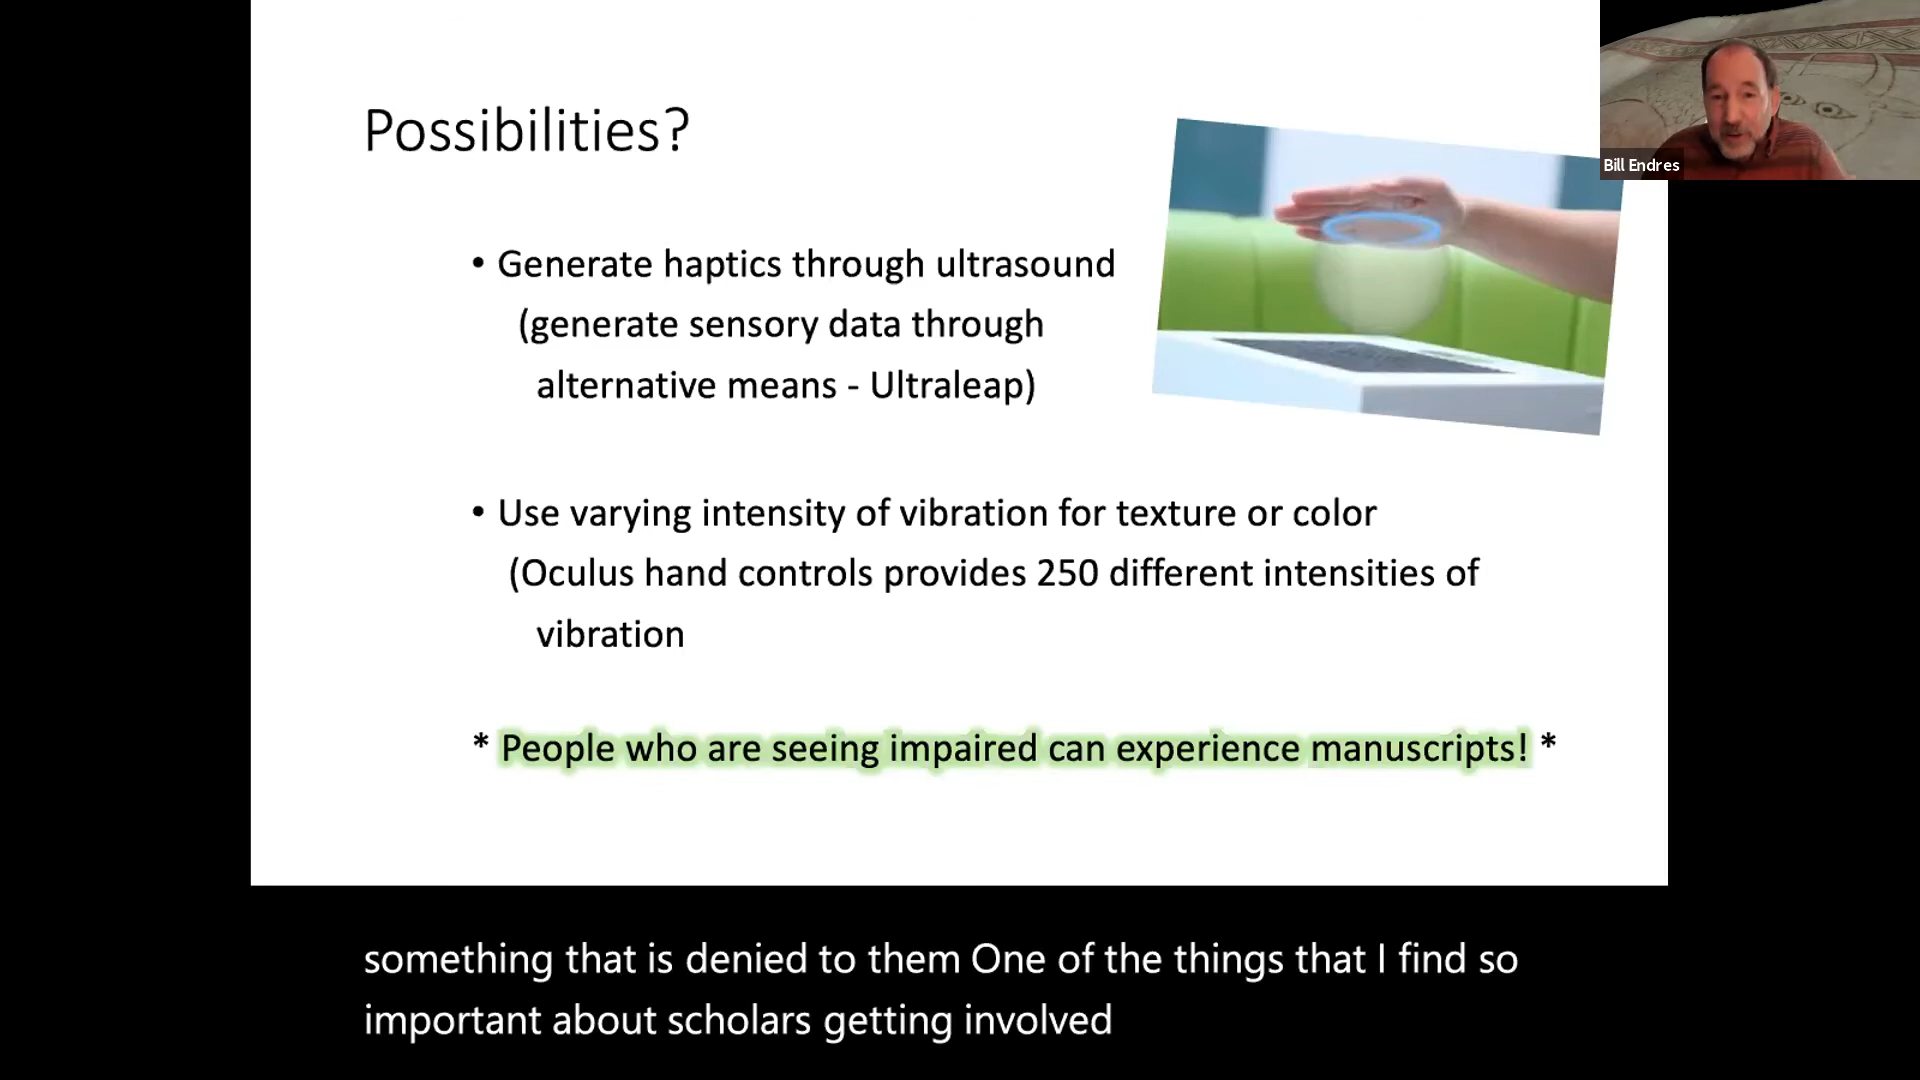 Possibilities?
Bill Endres
• Generate haptics through ultrasound
(generate sensory data through
alternative means - Ultraleap)
• Use varying intensity of vibration for texture or color
(Oculus hand controls provides 250 different intensities of
vibration
* People who are seeing impaired can experience manuscripts! *
something that is denied to them One of the things that I find so
important about scholars getting involved